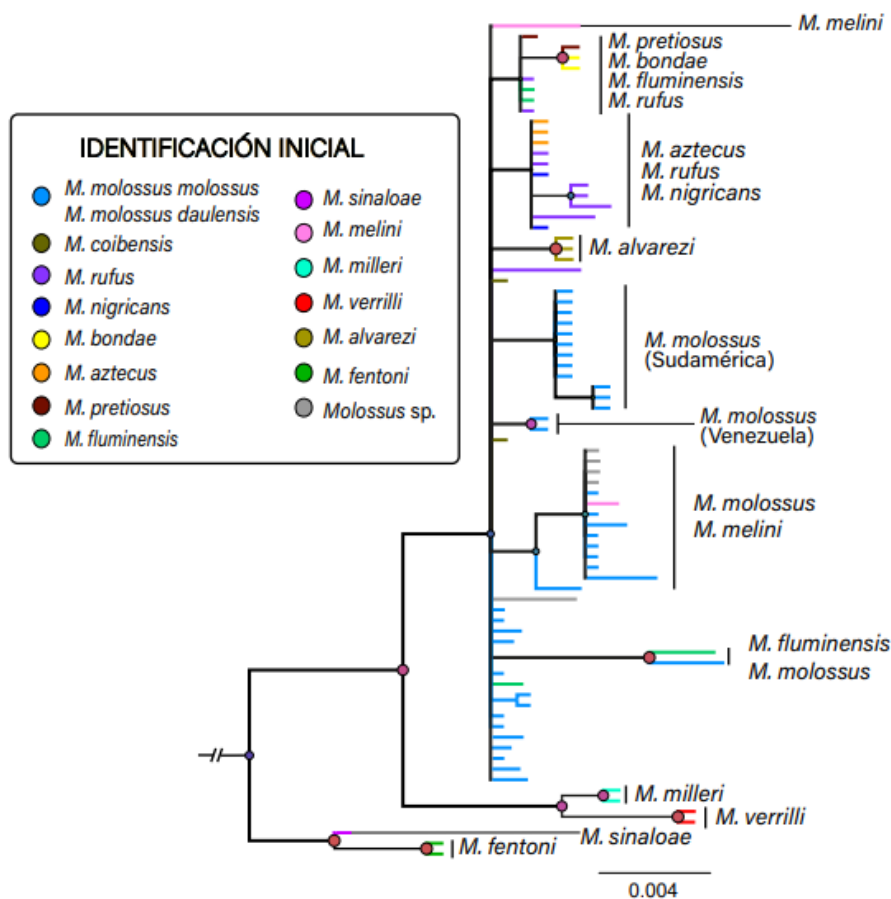 IDENTIFICACIÓN INICIAL
M. molossus molossus
M. molossus daulensis
M. coibensis
M. rufus
M. nigricans
M. bondae
M. aztecus
M. pretiosus
M. fluminensis
M. sinaloae
M. melini
M. milleri
M. verrilli
M. alvarezi
M. fentoni
Molossus sp.
M. melini
M. pretiosus
M. bondae
M. fluminensis
M. rufus
M. aztecus
M. rufus
M. nigricans
M. alvarezi
M. molossus
(Sudamérica)
M. molossus
(Venezuela)
M. molossus
M. melini
M. fluminensis
M. molossus
M. milleri
M. verrilli
M. sinaloae
M. fentoni
0.004